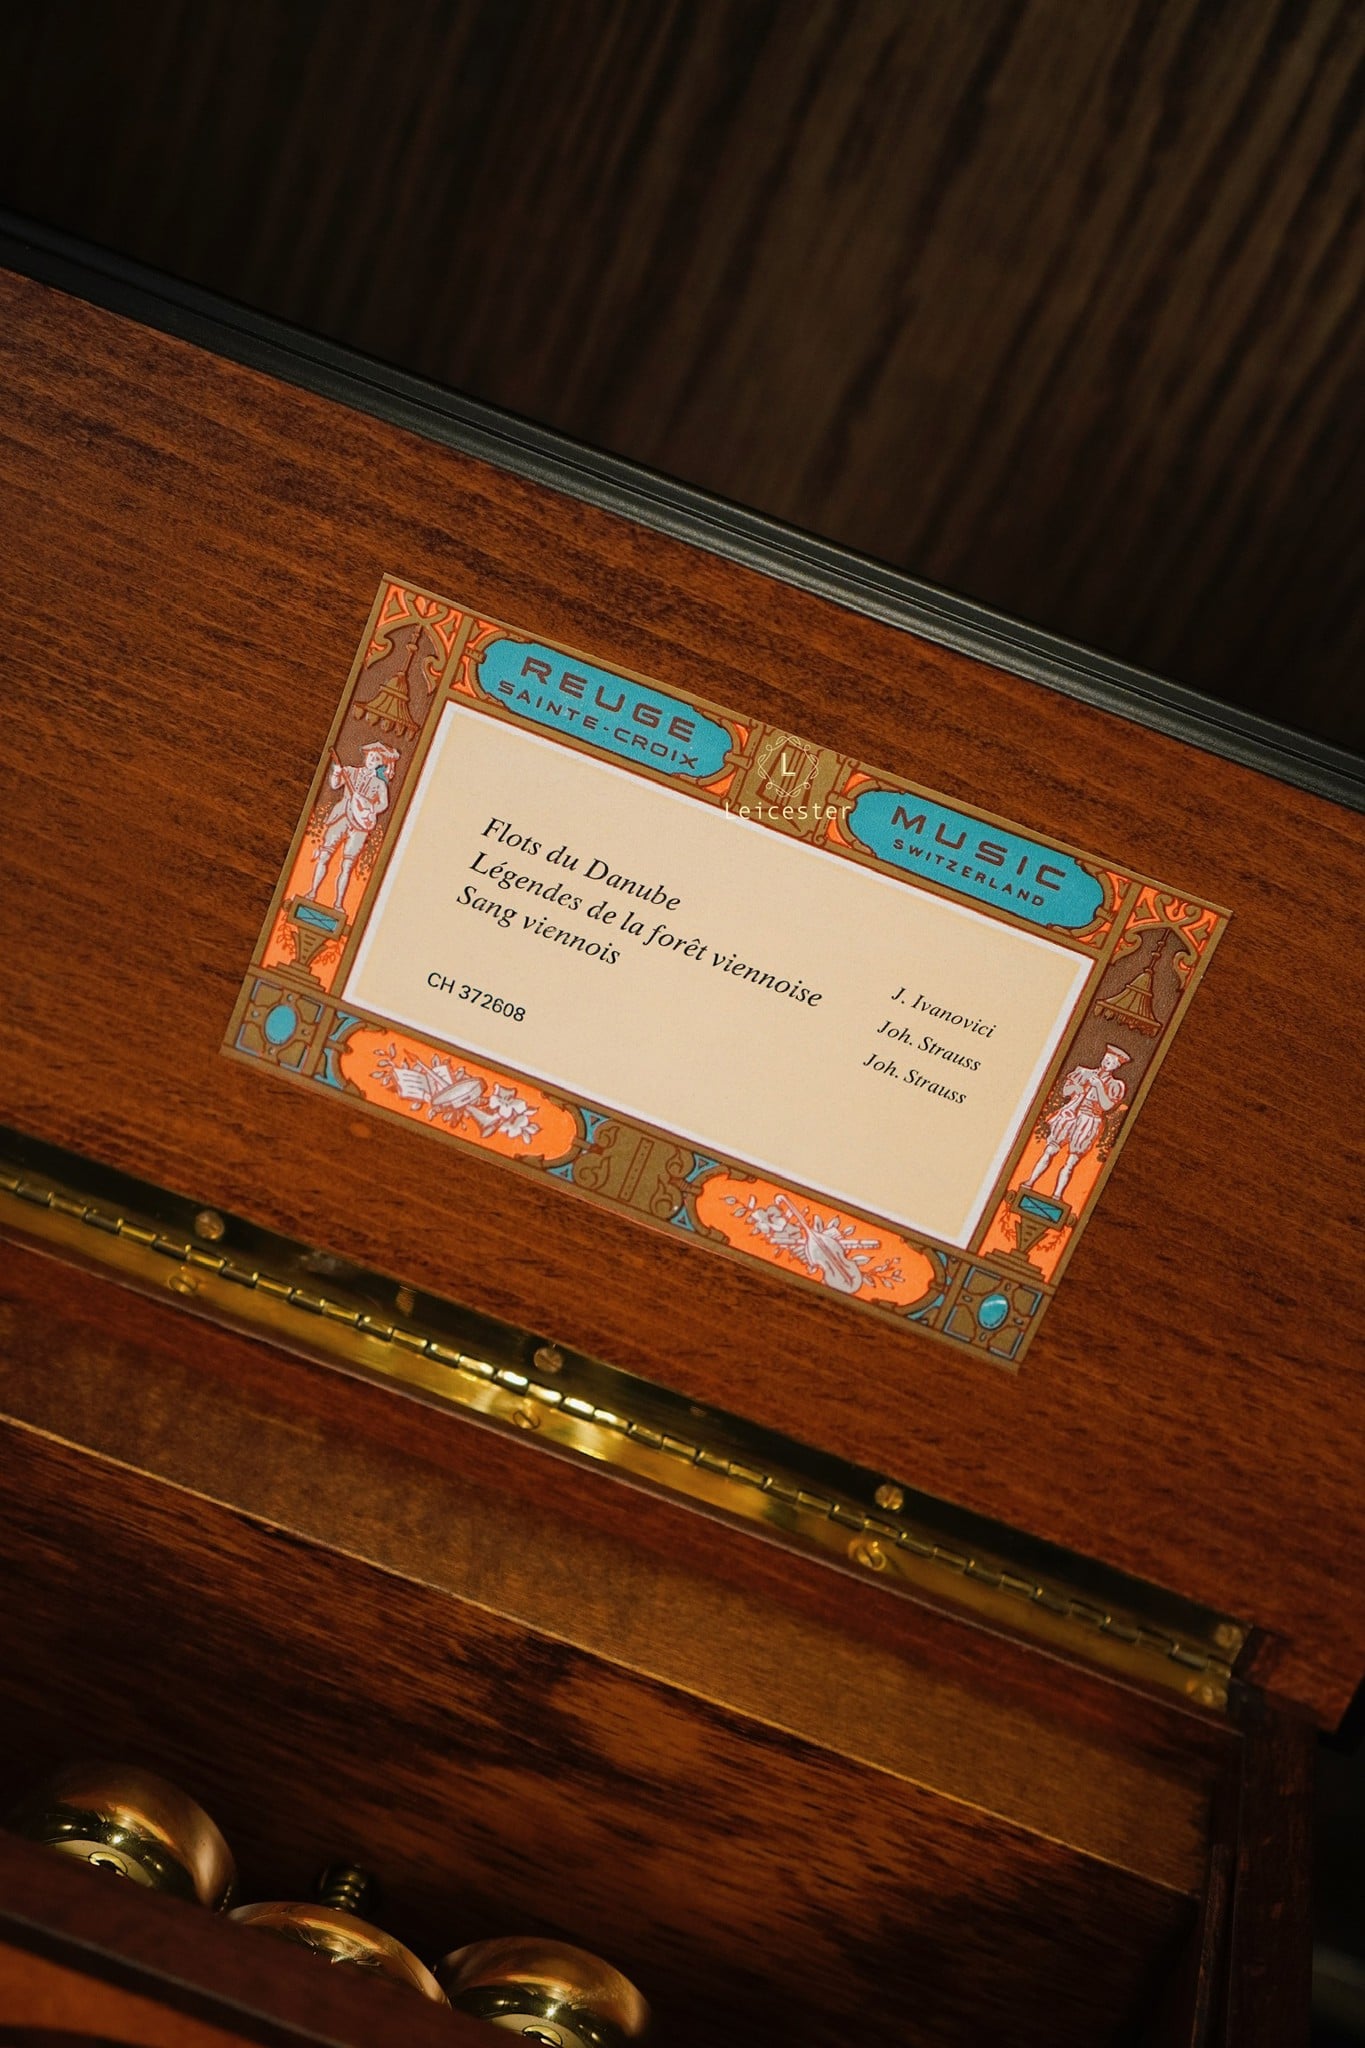 REUGE
SAINTE-CROIX
MUSIC
SWITZERLAND
L
Leicester
Flots du Danube
Légendes de la forêt viennoise
Sang viennois
J. Ivanovici
Joh. Strauss
Joh. Strauss
CH 372608